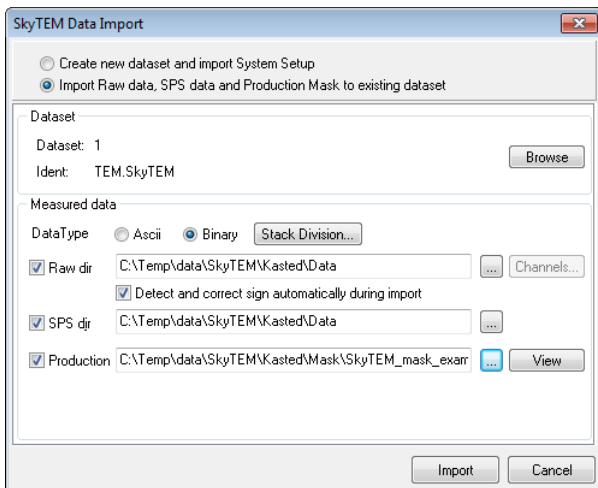 SkyTEM Data Import
Create new dataset and import System Setup
Import Raw data, SPS data and Production Mask to existing dataset
Dataset
Dataset: 1
Ident: TEM.SkyTEM
Browse
Measured data
DataType Ascii Binary Stack Division...
Raw dir C:\Temp\data\SkyTEM\Kasted\Data ... Channels...
Detect and correct sign automatically during import
SPS dir C:\Temp\data\SkyTEM\Kasted\Data ...
Production C:\Temp\data\SkyTEM\Kasted\Mask\SkyTEM_mask_exam ... View
Import Cancel